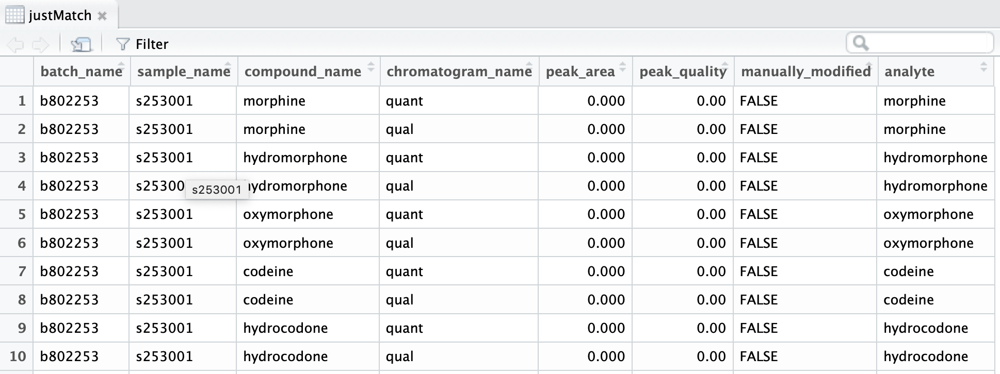 justMatch
Filter
batch_name sample_name compound_name chromatogram_name peak_area peak_quality manually_modified analyte
1 b802253 s253001 morphine quant 0.000 0.00 FALSE morphine
2 b802253 s253001 morphine qual 0.000 0.00 FALSE morphine
3 b802253 s253001 hydromorphone quant 0.000 0.00 FALSE hydromorphone
4 b802253 s25300 hydromorphone qual 0.000 0.00 FALSE hydromorphone
s253001
5 b802253 s253001 oxymorphone quant 0.000 0.00 FALSE oxymorphone
6 b802253 s253001 oxymorphone qual 0.000 0.00 FALSE oxymorphone
7 b802253 s253001 codeine quant 0.000 0.00 FALSE codeine
8 b802253 s253001 codeine qual 0.000 0.00 FALSE codeine
9 b802253 s253001 hydrocodone quant 0.000 0.00 FALSE hydrocodone
10 b802253 s253001 hydrocodone qual 0.000 0.00 FALSE hydrocodone